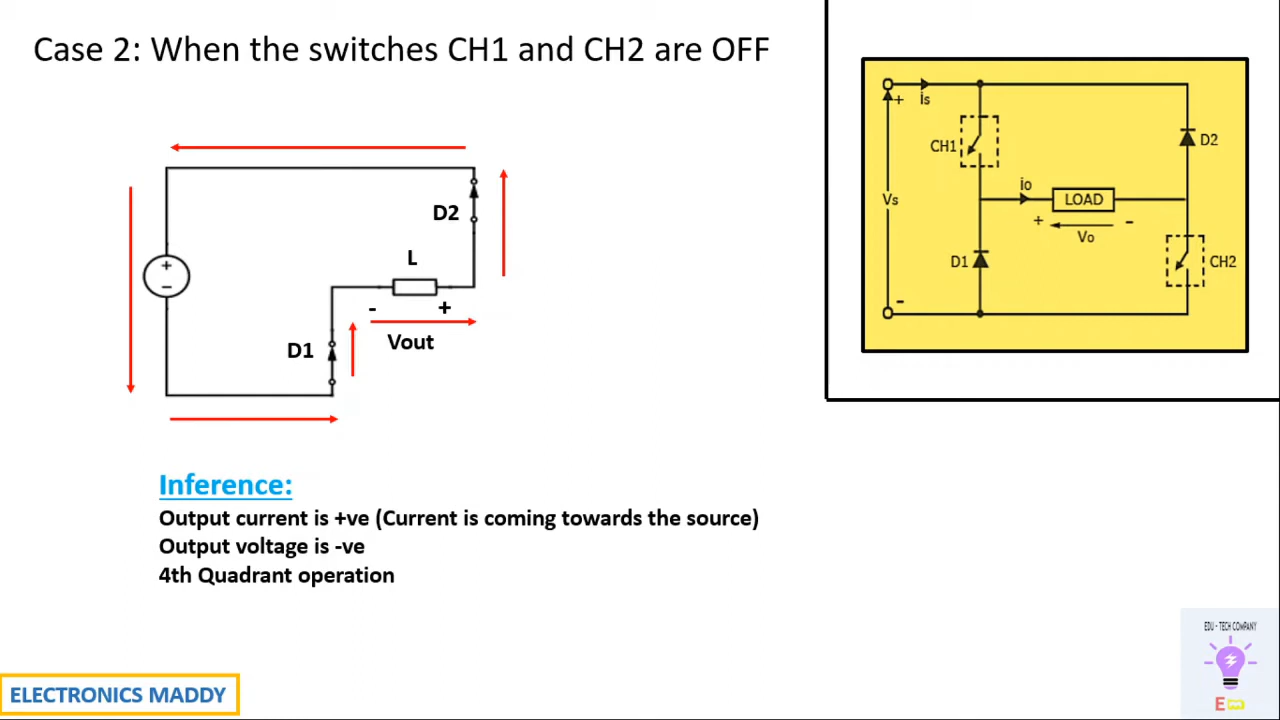 Case 2: When the switches CH1 and CH2 are OFF
D2
L
- +
Vout
D1
+
−
+ is
CH1
D2
io
LOAD
Vs
+ -
Vo
D1
CH2
-
Inference:
Output current is +ve (Current is coming towards the source)
Output voltage is -ve
4th Quadrant operation
EDU - TECH COMPANY
Em
ELECTRONICS MADDY